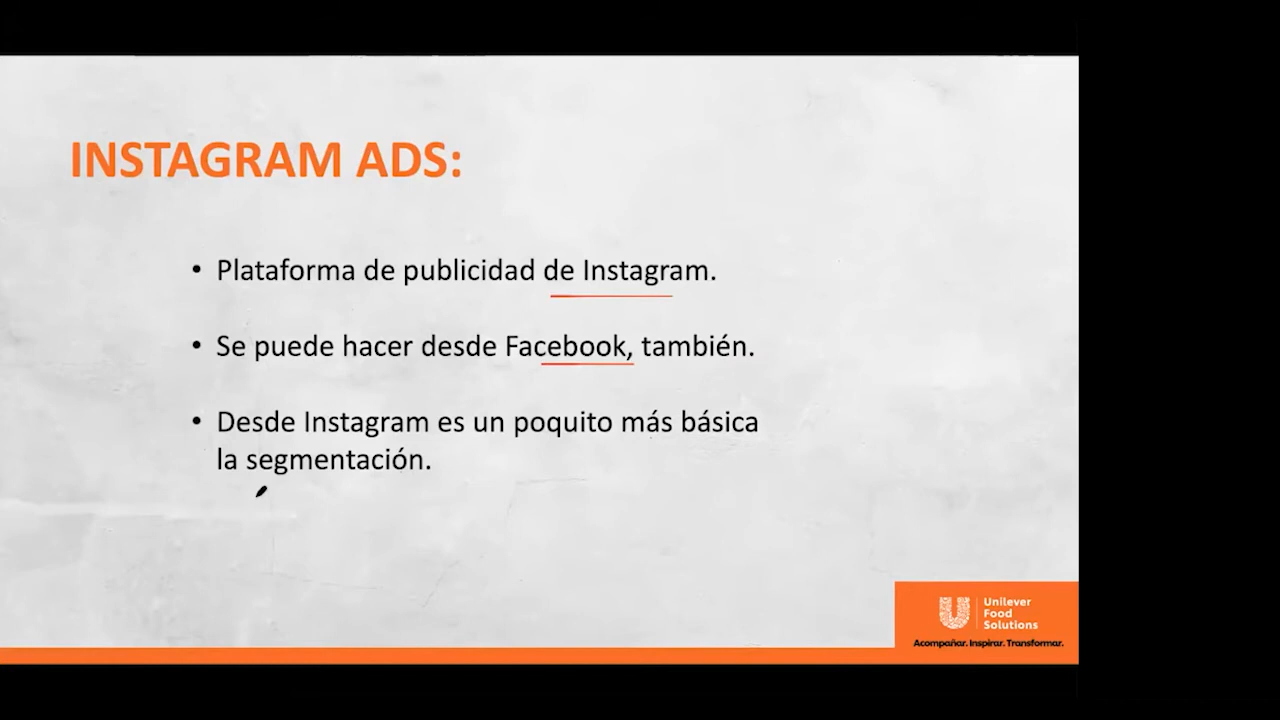 INSTAGRAM ADS:
• Plataforma de publicidad de Instagram.
• Se puede hacer desde Facebook, también.
• Desde Instagram es un poquito más básica
la segmentación.
Unilever
Food
Solutions
Acompañar. Inspirar. Transformar.